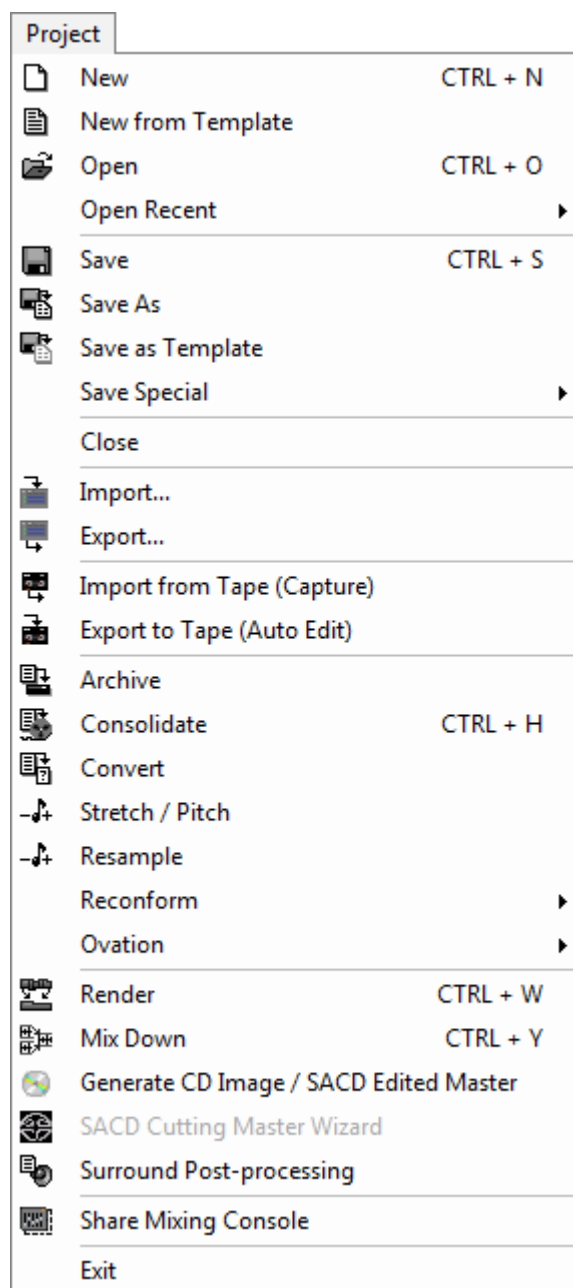 Project
New CTRL + N
New from Template
Open CTRL + O
Open Recent
Save CTRL + S
Save As
Save as Template
Save Special
Close
Import...
Export...
Import from Tape (Capture)
Export to Tape (Auto Edit)
Archive
Consolidate CTRL + H
Convert
Stretch / Pitch
Resample
Reconform
Ovation
Render CTRL + W
Mix Down CTRL + Y
Generate CD Image / SACD Edited Master
SACD Cutting Master Wizard
Surround Post-processing
Share Mixing Console
Exit